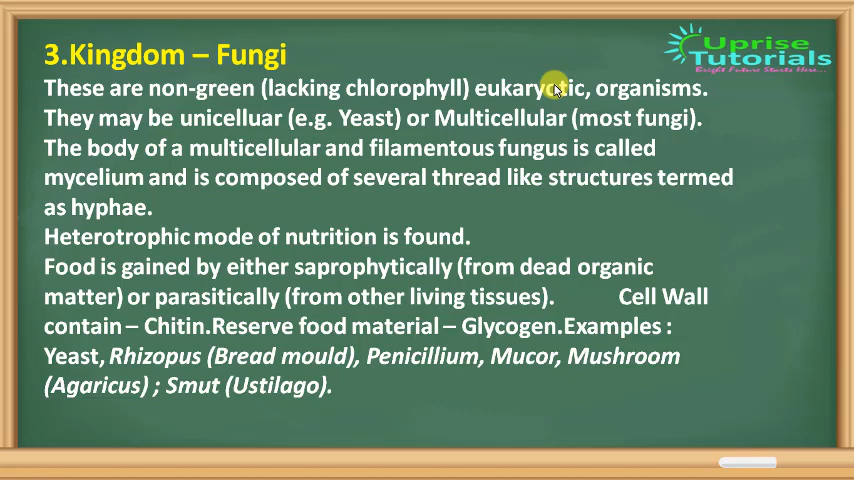 3.Kingdom – Fungi
Uprise
Tutorials
Bright Future Starts Here...
These are non-green (lacking chlorophyll) eukaryotic, organisms.
They may be unicelluar (e.g. Yeast) or Multicellular (most fungi).
The body of a multicellular and filamentous fungus is called
mycelium and is composed of several thread like structures termed
as hyphae.
Heterotrophic mode of nutrition is found.
Food is gained by either saprophytically (from dead organic
matter) or parasitically (from other living tissues). Cell Wall
contain – Chitin.Reserve food material – Glycogen.Examples :
Yeast, Rhizopus (Bread mould), Penicillium, Mucor, Mushroom
(Agaricus) ; Smut (Ustilago).